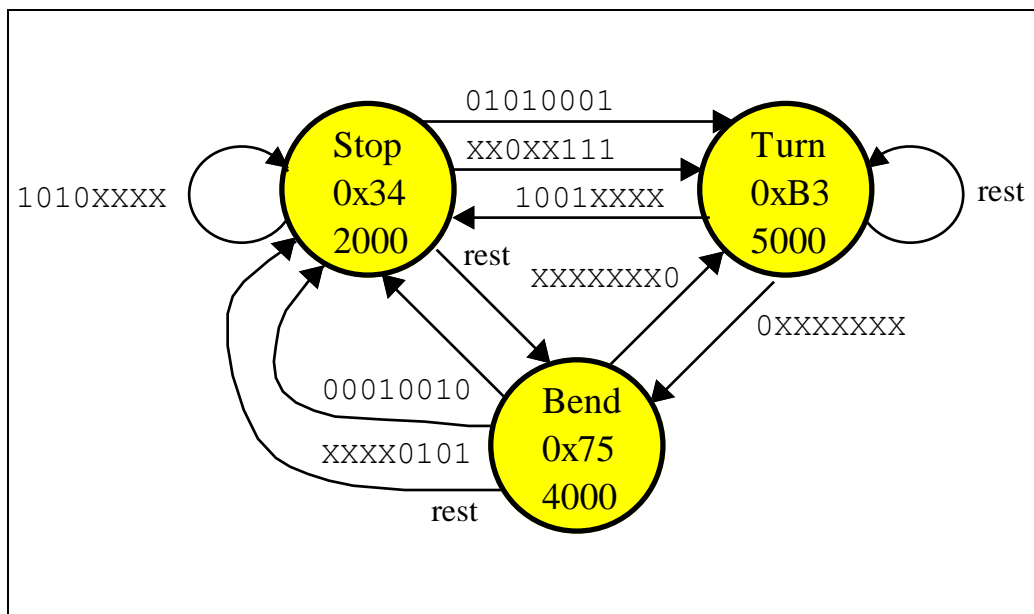 01010001
Stop
0x34
2000
XX0XX111
1001XXXX
Turn
0xB3
5000
1010XXXX
rest
rest
XXXXXXX0
0XXXXXXX
00010010
XXXX0101
rest
Bend
0x75
4000